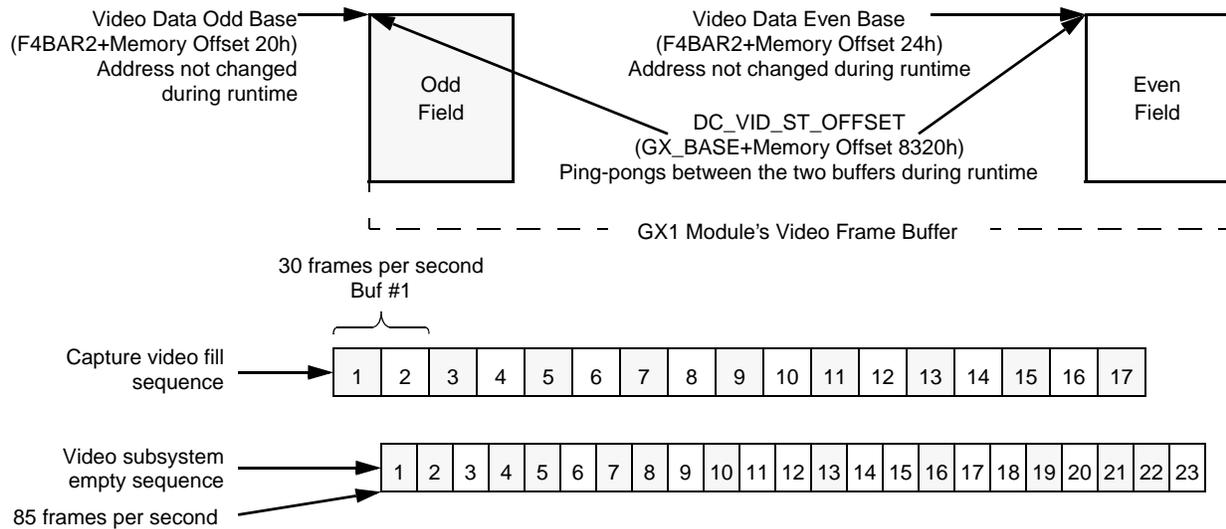 Video Data Odd Base
(F4BAR2+Memory Offset 20h)
Address not changed
during runtime
Odd
Field
Video Data Even Base
(F4BAR2+Memory Offset 24h)
Address not changed during runtime
Even
Field
DC_VID_ST_OFFSET
(GX_BASE+Memory Offset 8320h)
Ping-pongs between the two buffers during runtime
GX1 Module's Video Frame Buffer
30 frames per second
Buf #1
Capture video fill
sequence
1 2 3 4 5 6 7 8 9 10 11 12 13 14 15 16 17
Video subsystem
empty sequence
1 2 3 4 5 6 7 8 9 10 11 12 13 14 15 16 17 18 19 20 21 22 23
85 frames per second